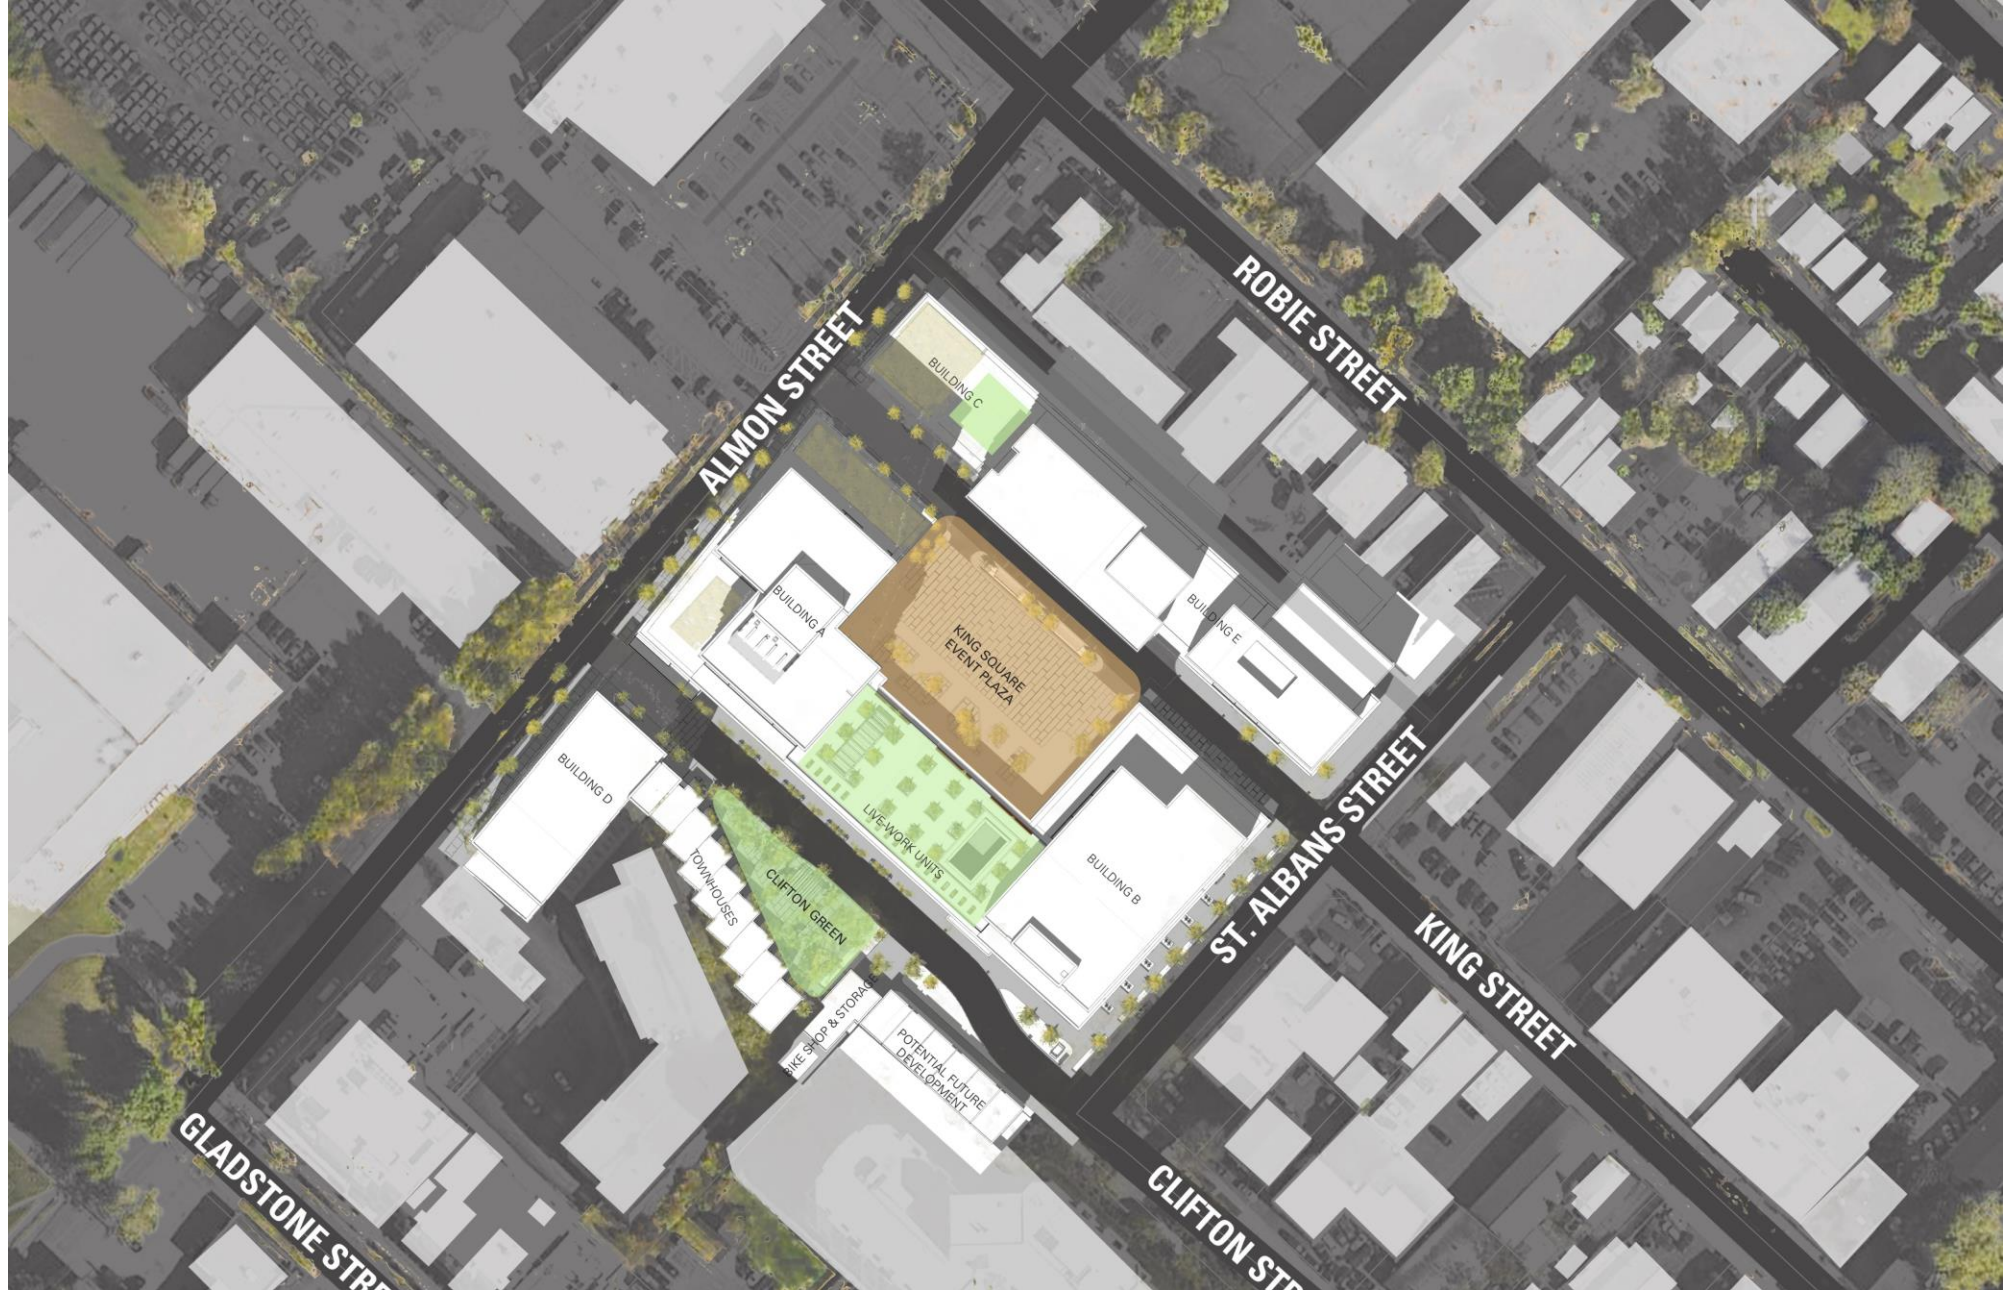 ROBIE STREET
ALMON STREET
BUILDING C
BUILDING A
BUILDING E
KING SQUARE
EVENT PLAZA
BUILDING D
LIVE-WORK UNITS
BUILDING B
TOWNHOUSES
CLIFTON GREEN
ST. ALBANS STREET
KING STREET
BIKE SHOP & STORAGE
POTENTIAL FUTURE
DEVELOPMENT
GLADSTONE STRE
CLIFTON STR